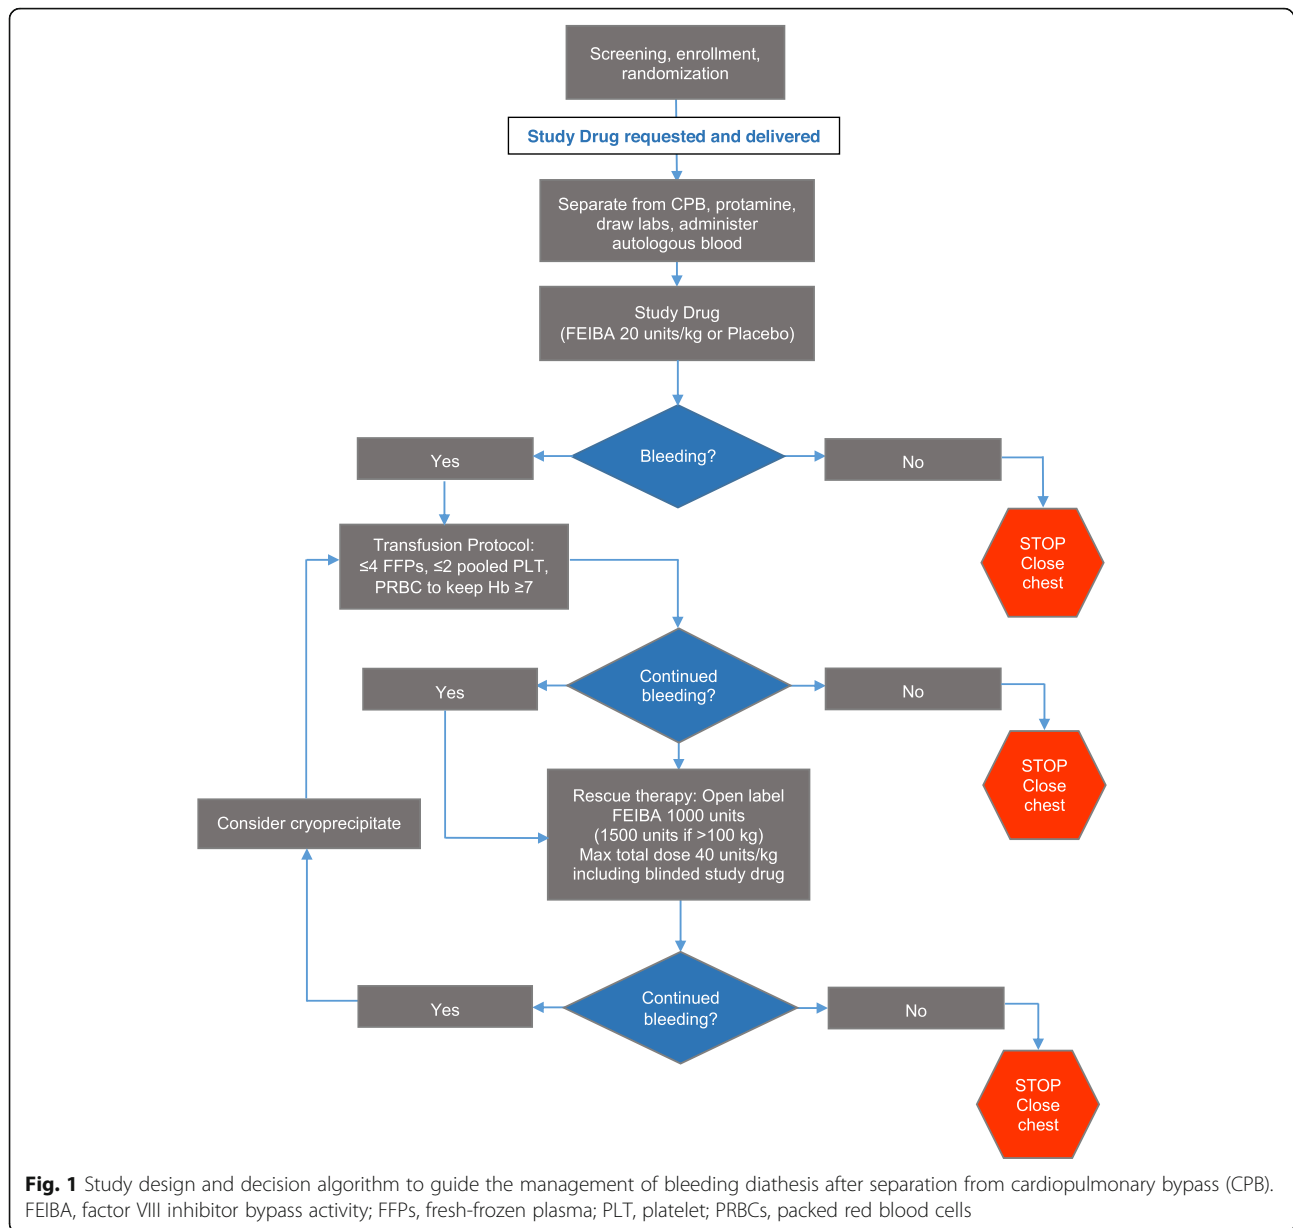 Screening, enrollment,
randomization
Study Drug requested and delivered
Separate from CPB, protamine,
draw labs, administer
autologous blood
Study Drug
(FEIBA 20 units/kg or Placebo)
Bleeding?
Yes
No
STOP
Close
chest
Transfusion Protocol:
≤4 FFPs, ≤2 pooled PLT,
PRBC to keep Hb ≥7
Continued
bleeding?
Yes
No
STOP
Close
chest
Rescue therapy: Open label
FEIBA 1000 units
(1500 units if >100 kg)
Max total dose 40 units/kg
including blinded study drug
Consider cryoprecipitate
Continued
bleeding?
Yes
No
STOP
Close
chest
Fig. 1 Study design and decision algorithm to guide the management of bleeding diathesis after separation from cardiopulmonary bypass (CPB).
FEIBA, factor VIII inhibitor bypass activity; FFPs, fresh-frozen plasma; PLT, platelet; PRBCs, packed red blood cells